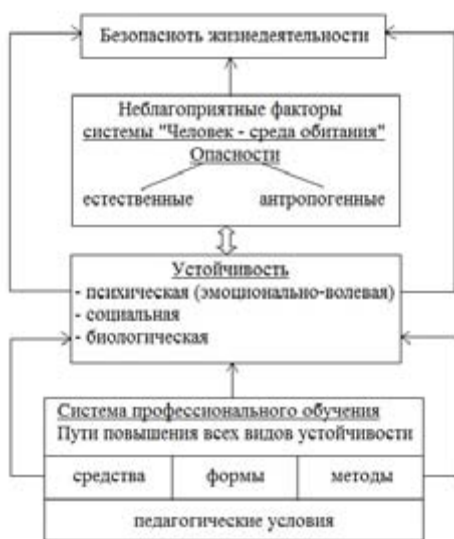 Безопасноть жизнедеятельности
Неблагоприятные факторы
системы "Человек - среда обитания"
Опасности
естественные антропогенные
Устойчивость
- психическая (эмоционально-волевая)
- социальная
- биологическая
Система профессионального обучения
Пути повышения всех видов устойчивости
средства формы методы
педагогические условия